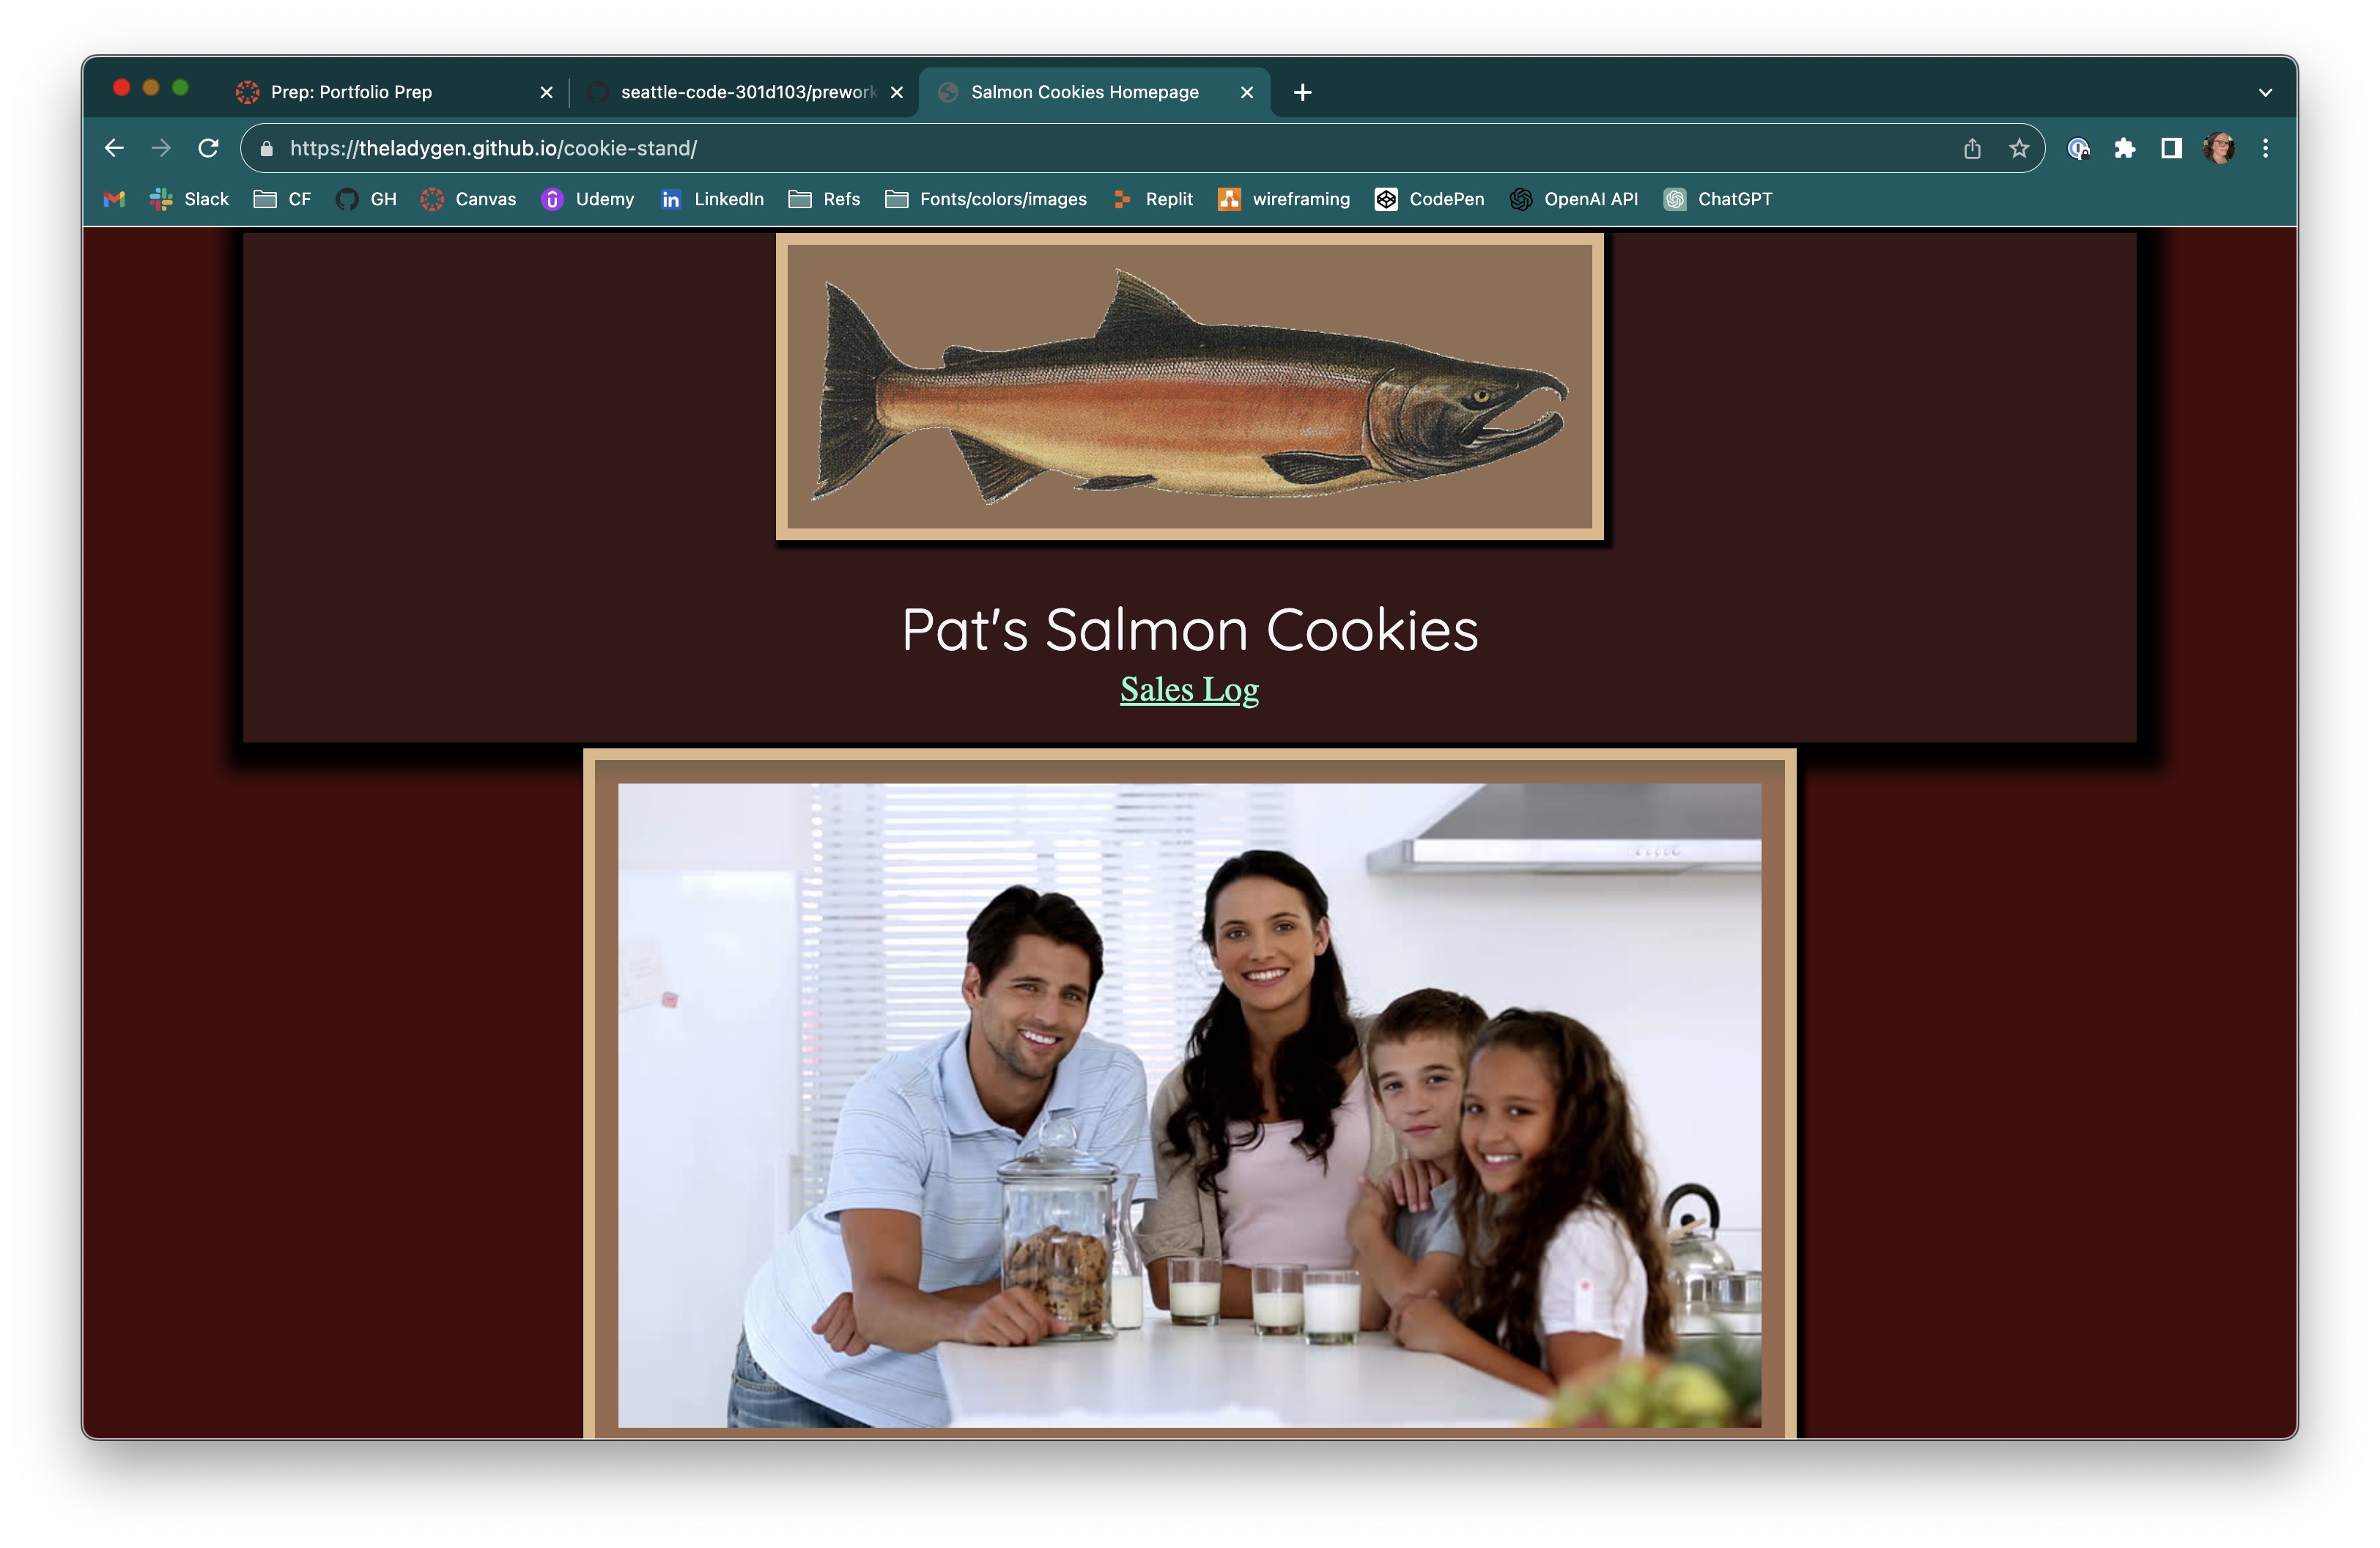 Prep: Portfolio Prep
seattle-code-301d103/prework
Salmon Cookies Homepage
https://theladygen.github.io/cookie-stand/
Slack CF GH Canvas Udemy LinkedIn Refs Fonts/colors/images Replit wireframing CodePen OpenAI API ChatGPT
Pat's Salmon Cookies
Sales Log